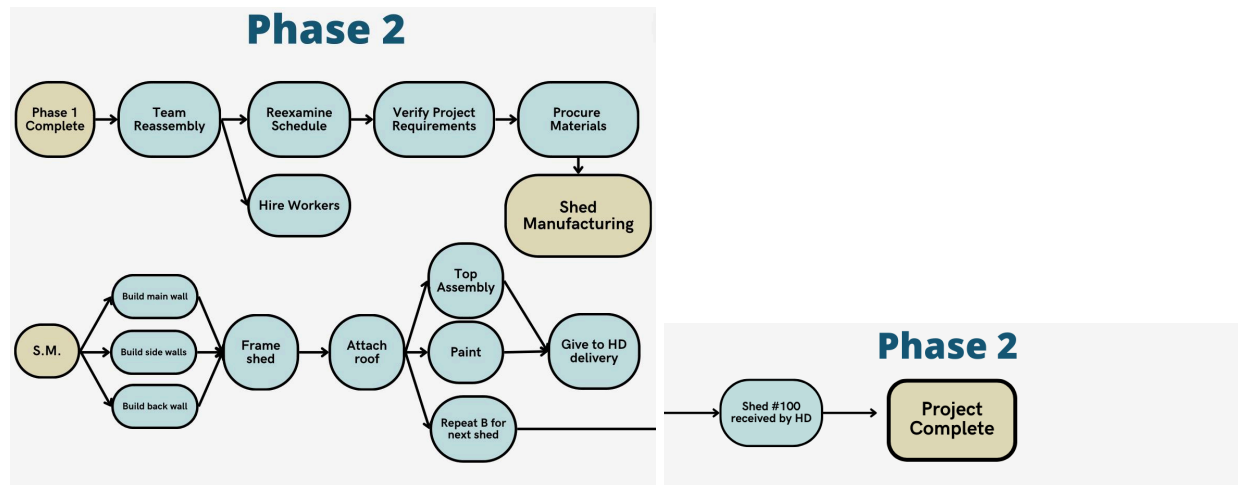 Phase 2
Phase 1
Complete
Team
Reassembly
Reexamine
Schedule
Verify Project
Requirements
Procure
Materials
Hire Workers
Shed
Manufacturing
S.M.
Build main wall
Build side walls
Build back wall
Frame
shed
Attach
roof
Top
Assembly
Paint
Repeat B for
next shed
Give to HD
delivery
Phase 2
Shed #100
received by HD
Project
Complete